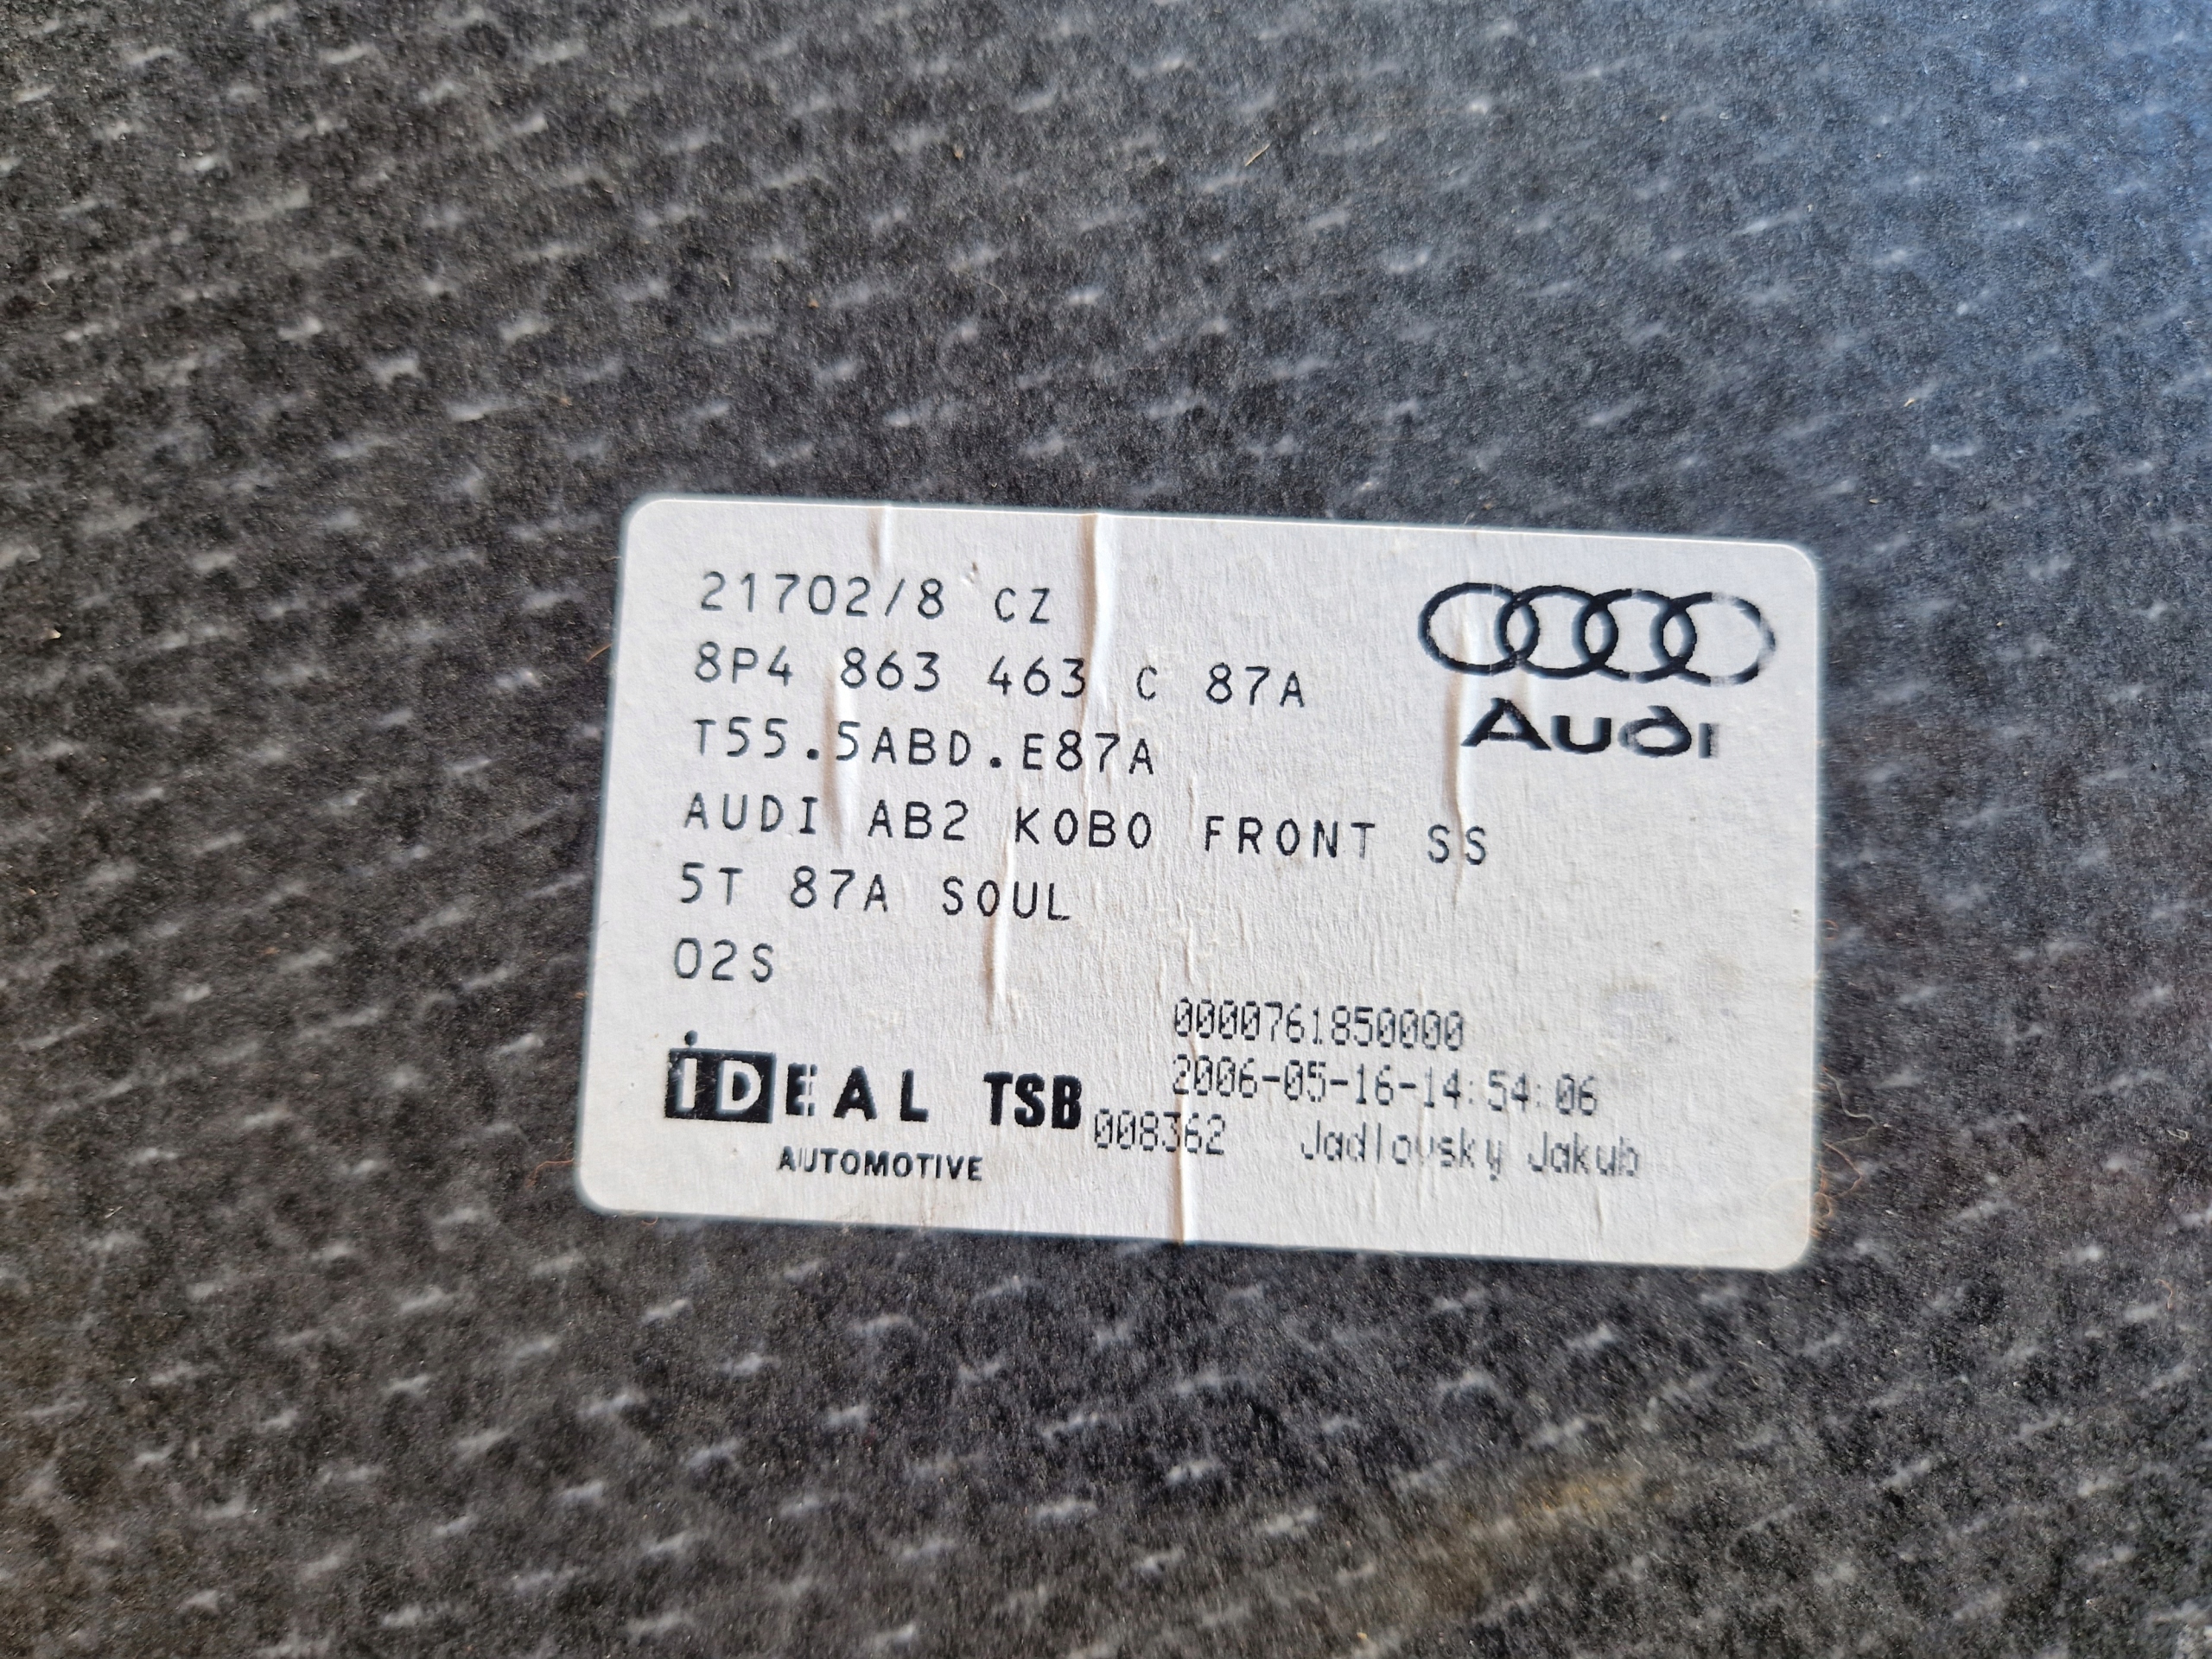 21702/8 CZ
8P4 863 463 C 87A
T55.5ABD.E87A
AUDI AB2 KOBO FRONT SS
5T 87A SOUL
02S
Audi
0000761850000
2006-05-16-14:54:06
008362 Jadlovsky Jakub
iDEAL TSB
AUTOMOTIVE